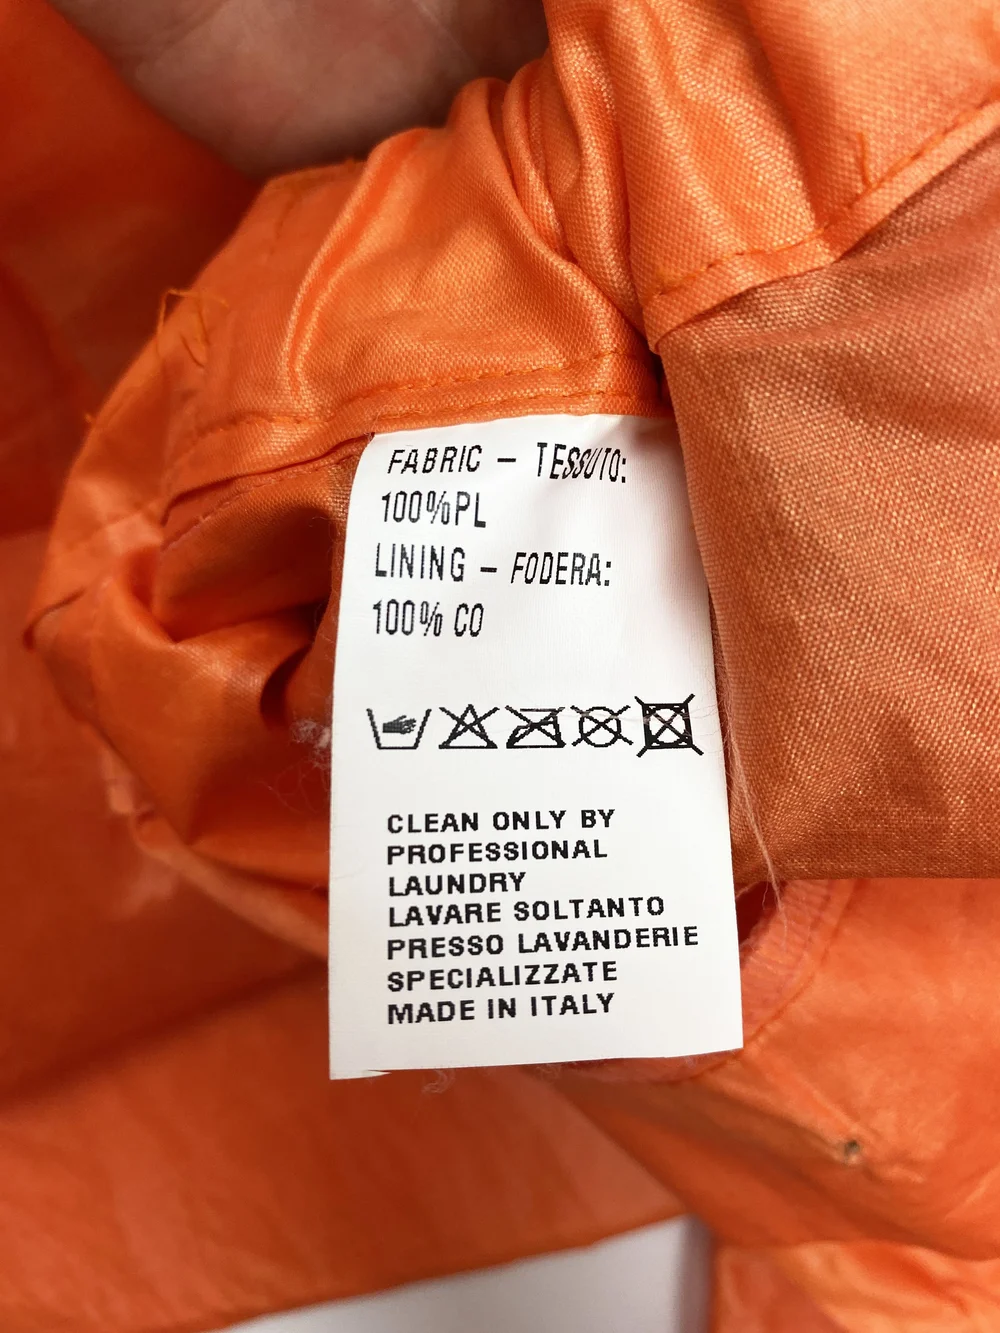 FABRIC – TESSUTO:
100%PL
LINING – FODERA:
100% CO
CLEAN ONLY BY
PROFESSIONAL
LAUNDRY
LAVARE SOLTANTO
PRESSO LAVANDERIE
SPECIALIZZATE
MADE IN ITALY